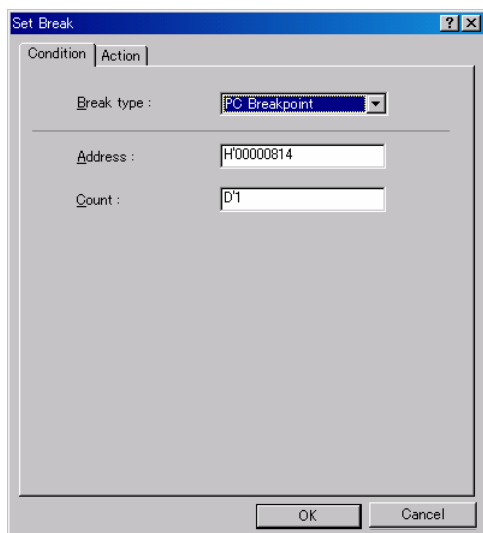 Set Break
Condition Action
Break type : PC Breakpoint
Address : H'00000814
Count : D'1
OK Cancel